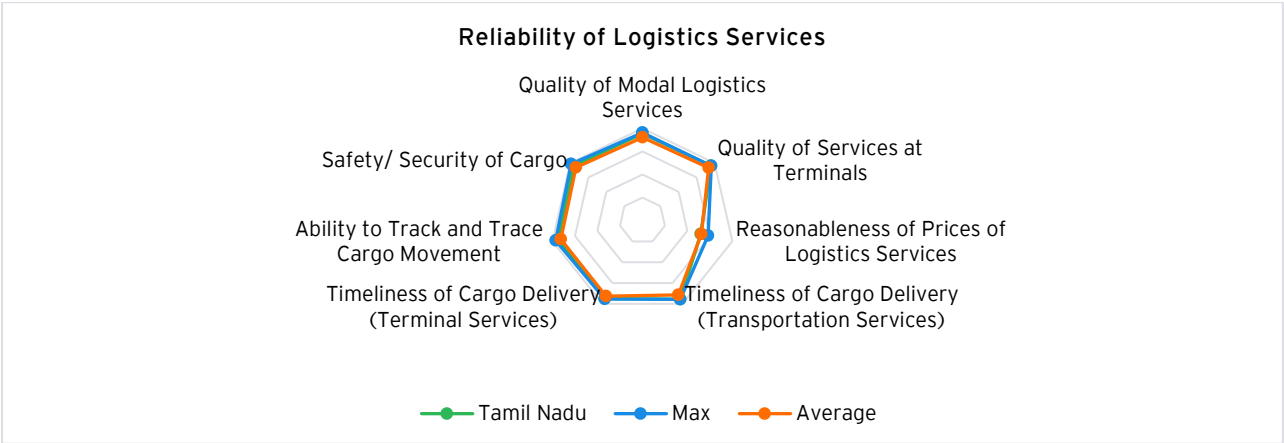 Reliability of Logistics Services
Quality of Modal Logistics
Services
Quality of Services at
Terminals
Reasonableness of Prices of
Logistics Services
Timeliness of Cargo Delivery
(Transportation Services)
Timeliness of Cargo Delivery
(Terminal Services)
Ability to Track and Trace
Cargo Movement
Safety/ Security of Cargo
Tamil Nadu
Max
Average